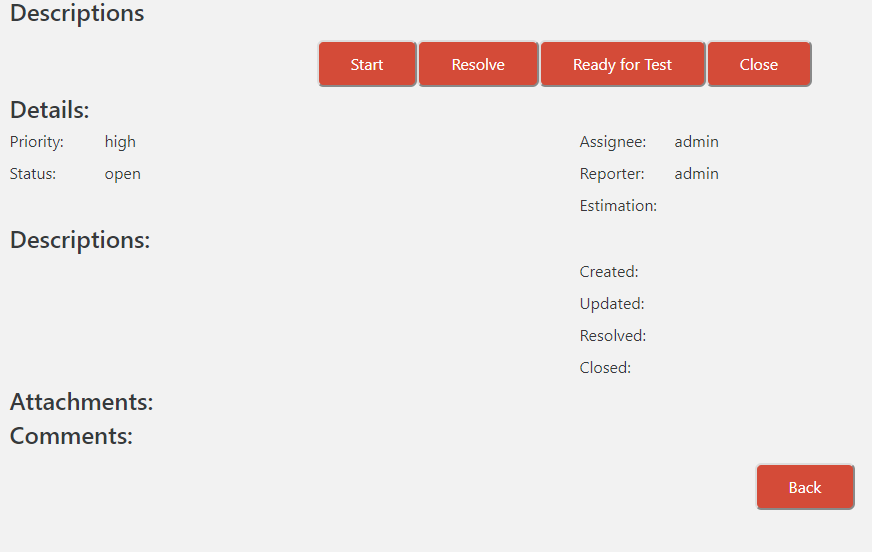 Descriptions
Start Resolve Ready for Test Close
Details:
Priority: high Assignee: admin
Status: open Reporter: admin
Estimation:
Descriptions:
Created:
Updated:
Resolved:
Closed:
Attachments:
Comments:
Back